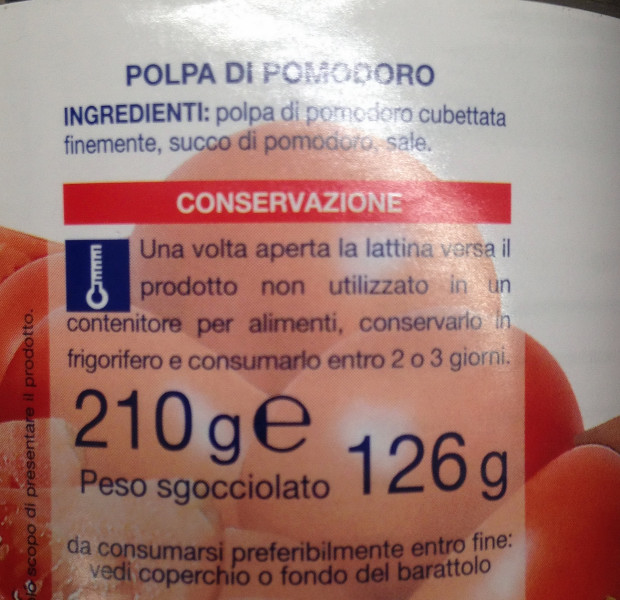 POLPA DI POMODORO
INGREDIENTI: polpa di pomodoro cubettata
finemente, succo di pomodoro, sale.
CONSERVAZIONE
Una volta aperta la lattina versa il
prodotto non utilizzato in un
contenitore per alimenti, conservarlo in
frigorifero e consumarlo entro 2 o 3 giorni.
210 g ℮
Peso sgocciolato 126 g
da consumarsi preferibilmente entro fine:
vedi coperchio o fondo del barattolo
scopo di presentare il prodotto.